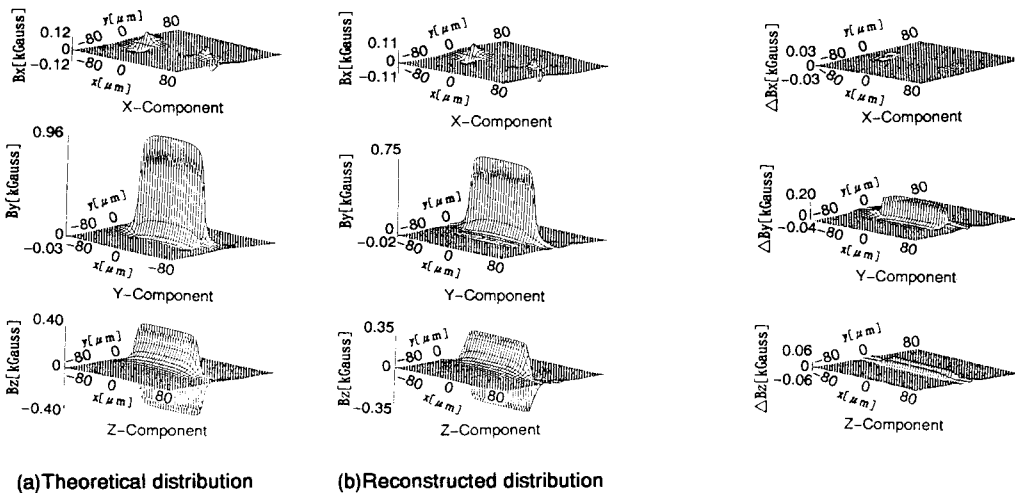 Bx[kGauss]
0.12
0
-0.12
y[μm]
-80
0
80
-80
x[μm]
0
80
X-Component
Bx[kGauss]
0.11
0
-0.11
y[μm]
-80
0
80
-80
x[μm]
0
80
X-Component
△Bx[kGauss]
0.03
0
-0.03
y[μm]
-80
0
80
-80
x[μm]
0
80
X-Component
By[kGauss]
0.96
0
-0.03
y[μm]
-80
0
-80
x[μm]
0
-80
Y-Component
By[kGauss]
0.75
0
-0.02
y[μm]
-80
0
-80
x[μm]
0
80
Y-Component
△By[kGauss]
0.20
0
-0.04
y[μm]
-80
0
80
-80
x[μm]
0
80
Y-Component
Bz[kGauss]
0.40
0
-0.40
y[μm]
-80
0
-80
x[μm]
0
80
Z-Component
Bz[kGauss]
0.35
0
-0.35
y[μm]
-80
0
-80
x[μm]
0
80
Z-Component
△Bz[kGauss]
0.06
0
-0.06
y[μm]
-80
0
80
-80
x[μm]
0
80
Z-Component
(a)Theoretical distribution
(b)Reconstructed distribution